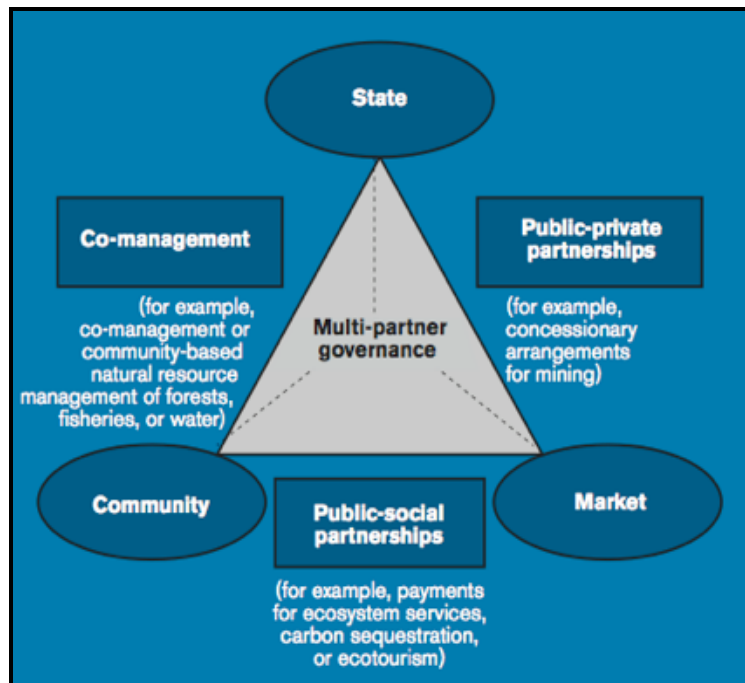 State
Co-management
(for example,
co-management or
community-based
natural resource
management of forests,
fisheries, or water)
Public-private
partnerships
(for example,
concessionary
arrangements
for mining)
Multi-partner
governance
Community
Public-social
partnerships
(for example, payments
for ecosystem services,
carbon sequestration,
or ecotourism)
Market